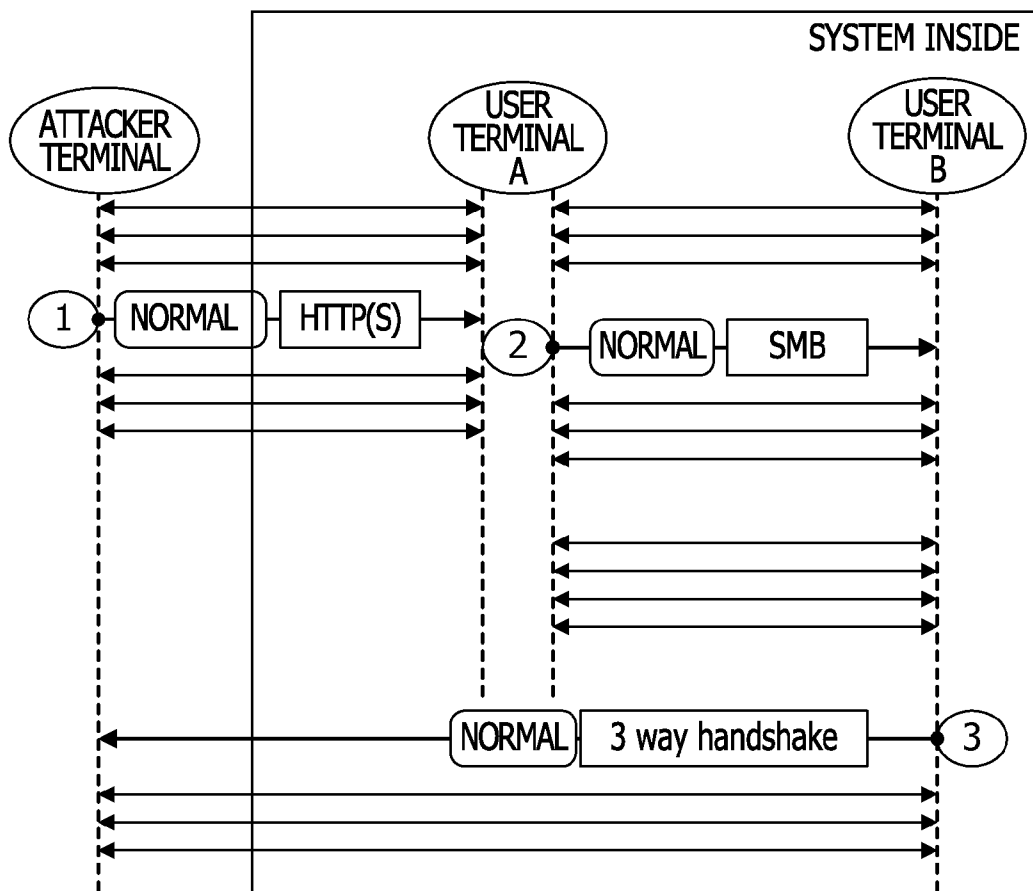 SYSTEM INSIDE
ATTACKER
TERMINAL
USER
TERMINAL
A
USER
TERMINAL
B
1
NORMAL
HTTP(S)
2
NORMAL
SMB
NORMAL
3 way handshake
3